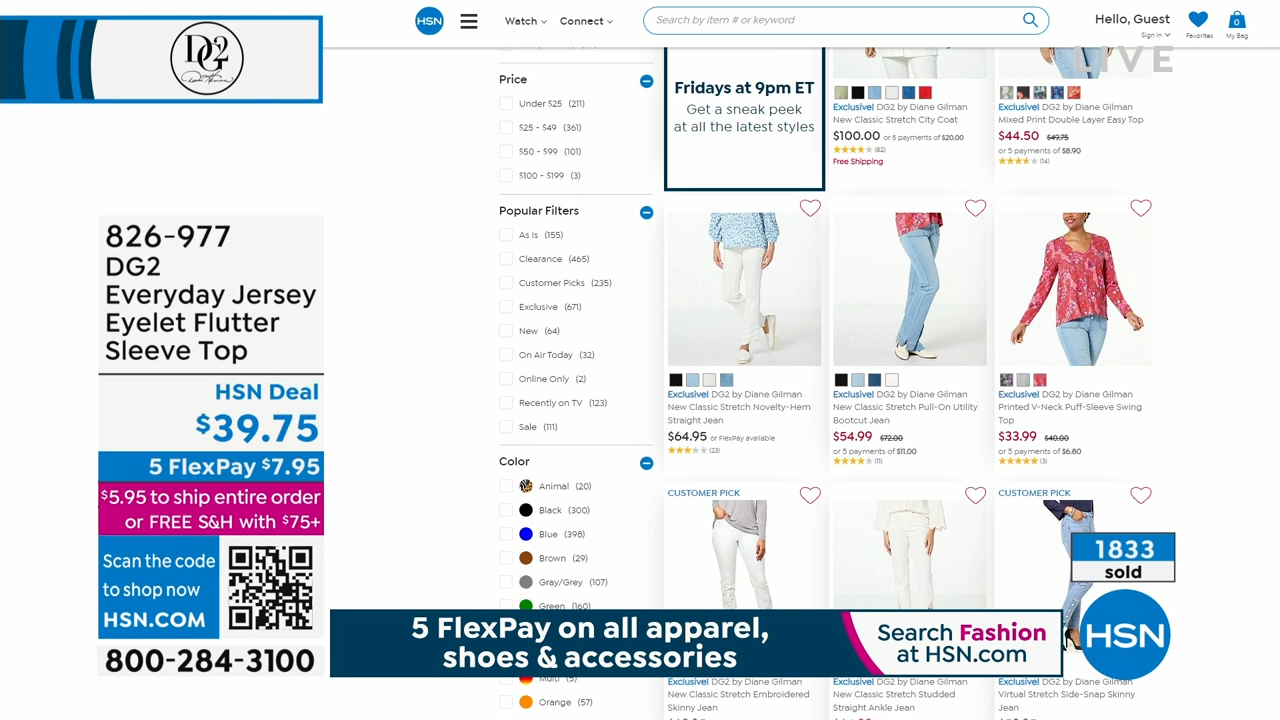 DG2
HSN
Watch
Connect
Search by item # or keyword
Hello, Guest
Sign in
Favorites
0
My Bag
LIVE
826-977
DG2
Everyday Jersey
Eyelet Flutter
Sleeve Top
HSN Deal
$39.75
5 FlexPay $7.95
$5.95 to ship entire order
or FREE S&H with $75+
Scan the code
to shop now
HSN.COM
800-284-3100
Price
Under $25 (211)
$25 - $49 (361)
$50 - $99 (101)
$100 - $199 (3)
Popular Filters
As Is (155)
Clearance (465)
Customer Picks (235)
Exclusive (671)
New (64)
On Air Today (32)
Online Only (2)
Recently on TV (123)
Sale (111)
Color
Animal (20)
Black (300)
Blue (398)
Brown (29)
Gray/Grey (107)
Green (160)
Multi (5)
Orange (57)
Fridays at 9pm ET
Get a sneak peek
at all the latest styles
Exclusive! DG2 by Diane Gilman
New Classic Stretch City Coat
$100.00 or 5 payments of $20.00
(82)
Free Shipping
Exclusive! DG2 by Diane Gilman
Mixed Print Double Layer Easy Top
$44.50 $49.75
or 5 payments of $8.90
(14)
Exclusive! DG2 by Diane Gilman
New Classic Stretch Novelty-Hem
Straight Jean
$64.95 or FlexPay available
(23)
Exclusive! DG2 by Diane Gilman
New Classic Stretch Pull-On Utility
Bootcut Jean
$54.99 $72.00
or 5 payments of $11.00
(11)
Exclusive! DG2 by Diane Gilman
Printed V-Neck Puff-Sleeve Swing
Top
$33.99 $40.00
or 5 payments of $6.80
(3)
CUSTOMER PICK
CUSTOMER PICK
1833
sold
5 FlexPay on all apparel,
shoes & accessories
Search Fashion
at HSN.com
HSN
Exclusive! DG2 by Diane Gilman
New Classic Stretch Embroidered
Skinny Jean
Exclusive! DG2 by Diane Gilman
New Classic Stretch Studded
Straight Ankle Jean
Exclusive! DG2 by Diane Gilman
Virtual Stretch Side-Snap Skinny
Jean